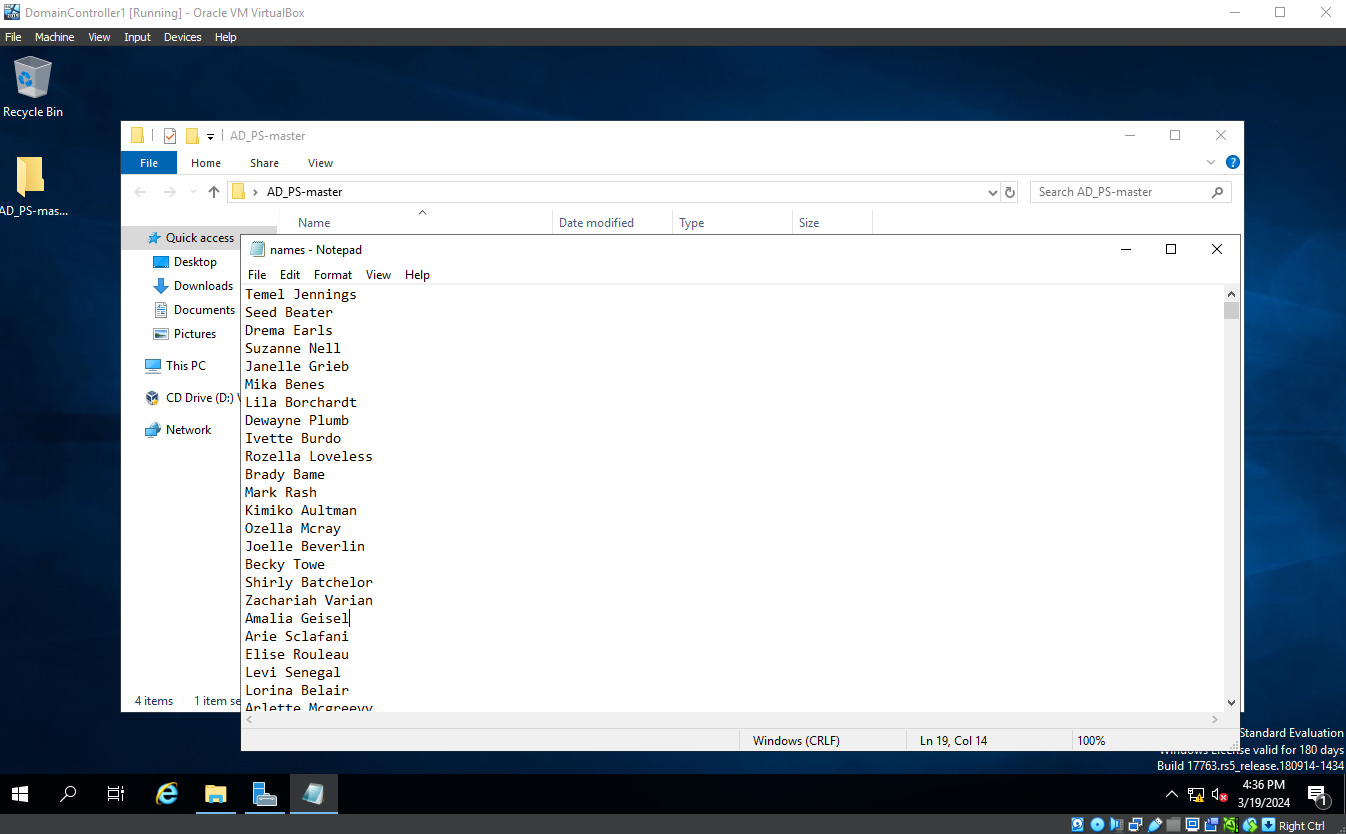 DomainController1 [Running] - Oracle VM VirtualBox
File Machine View Input Devices Help
Recycle Bin
AD_PS-mas...
AD_PS-master
File Home Share View
AD_PS-master
Search AD_PS-master
Name Date modified Type Size
Quick access
Desktop
Downloads
Documents
Pictures
This PC
CD Drive (D:)
Network
4 items 1 item se
names - Notepad
File Edit Format View Help
Temel Jennings
Seed Beater
Drema Earls
Suzanne Nell
Janelle Grieb
Mika Benes
Lila Borchardt
Dewayne Plumb
Ivette Burdo
Rozella Loveless
Brady Bame
Mark Rash
Kimiko Aultman
Ozella Mcray
Joelle Beverlin
Becky Towe
Shirly Batchelor
Zachariah Varian
Amalia Geisel
Arie Sclafani
Elise Rouleau
Levi Senegal
Lorina Belair
Arlette Mcgreevy
Windows (CRLF) Ln 19, Col 14 100%
Standard Evaluation
Windows License valid for 180 days
Build 17763.rs5_release.180914-1434
4:36 PM
3/19/2024
1
Right Ctrl